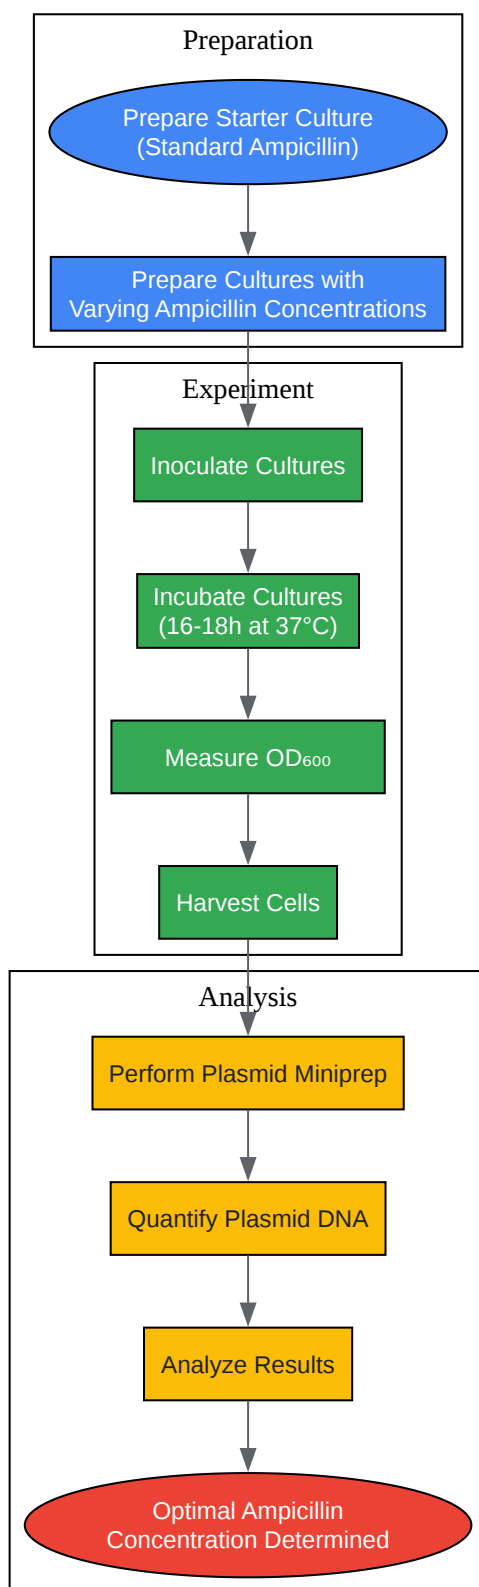 Preparation
Prepare Starter Culture
(Standard Ampicillin)
Prepare Cultures with
Varying Ampicillin Concentrations
Experiment
Inoculate Cultures
Incubate Cultures
(16-18h at 37°C)
Measure OD₆₀₀
Harvest Cells
Analysis
Perform Plasmid Miniprep
Quantify Plasmid DNA
Analyze Results
Optimal Ampicillin
Concentration Determined